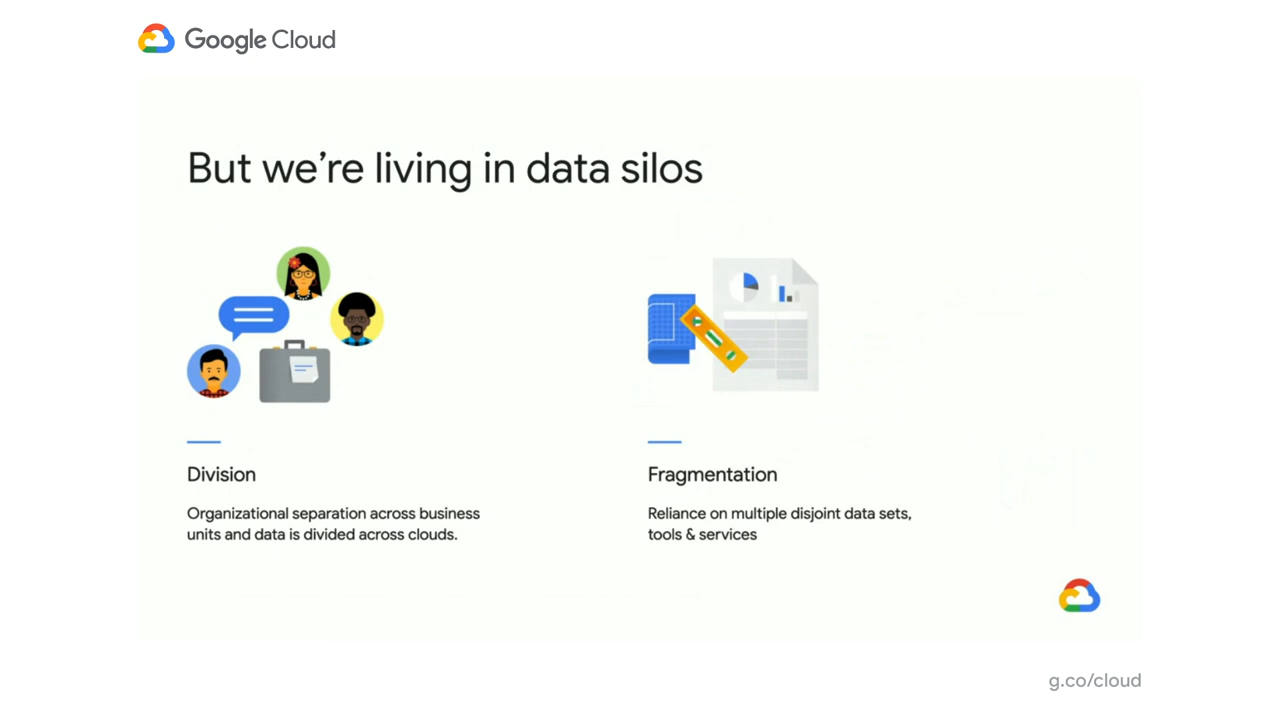 Google Cloud
But we’re living in data silos
Division
Organizational separation across business
units and data is divided across clouds.
Fragmentation
Reliance on multiple disjoint data sets,
tools & services
g.co/cloud